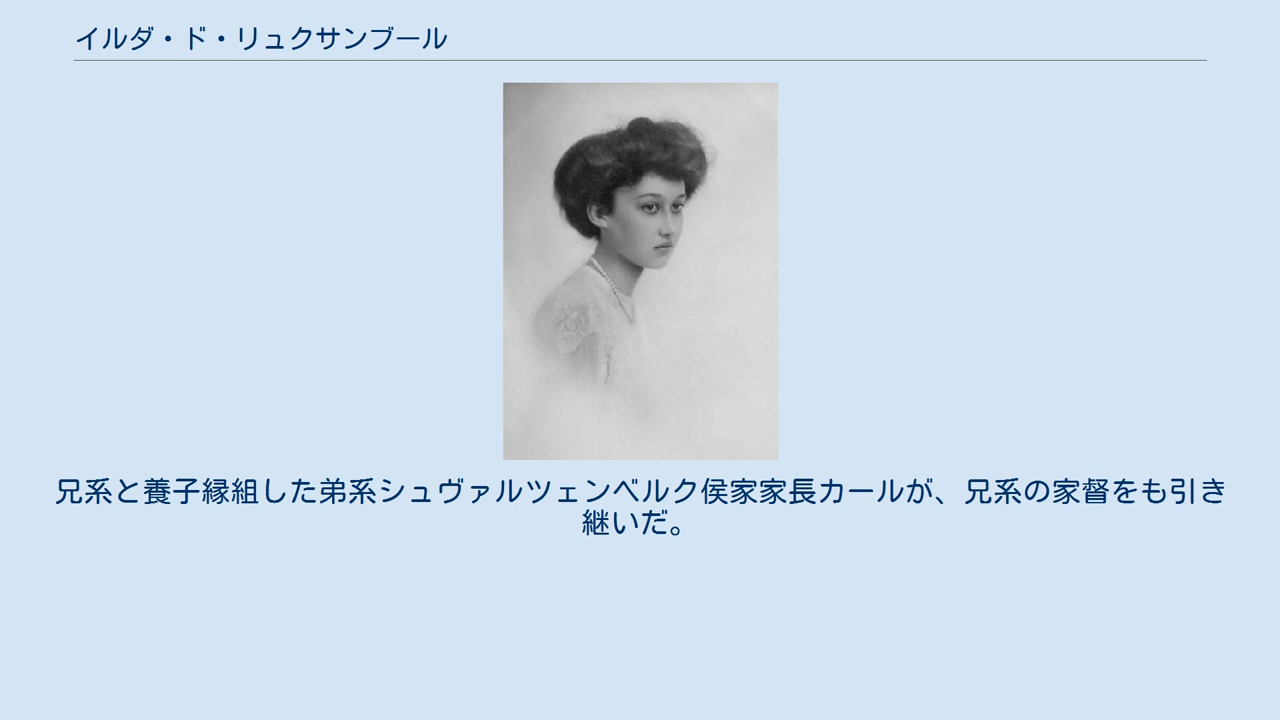 イルダ・ド・リュクサンブール
兄系と養子縁組した弟系シュヴァルツェンベルク侯家家長カールが、兄系の家督をも引き
継いだ。